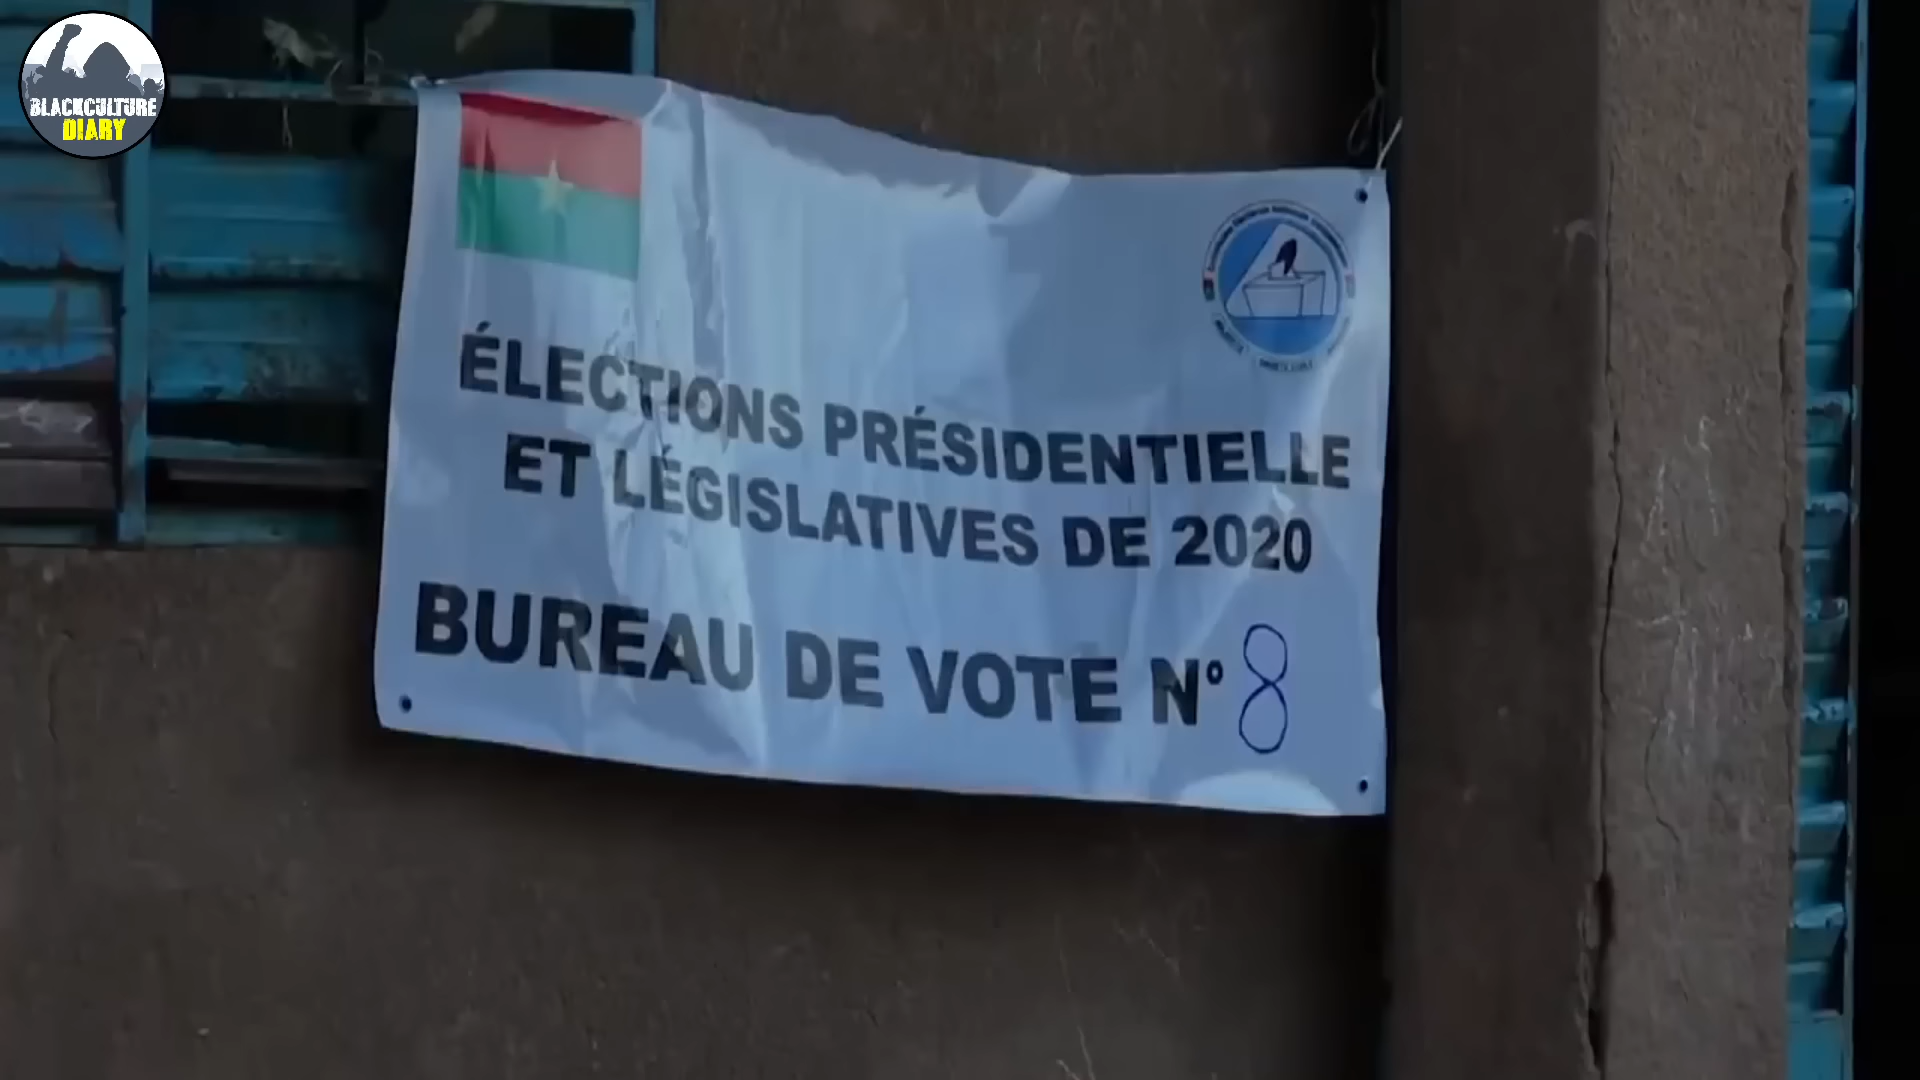 BLACKCULTURE
DIARY
ÉLECTIONS PRÉSIDENTIELLE
ET LÉGISLATIVES DE 2020
BUREAU DE VOTE N° 8